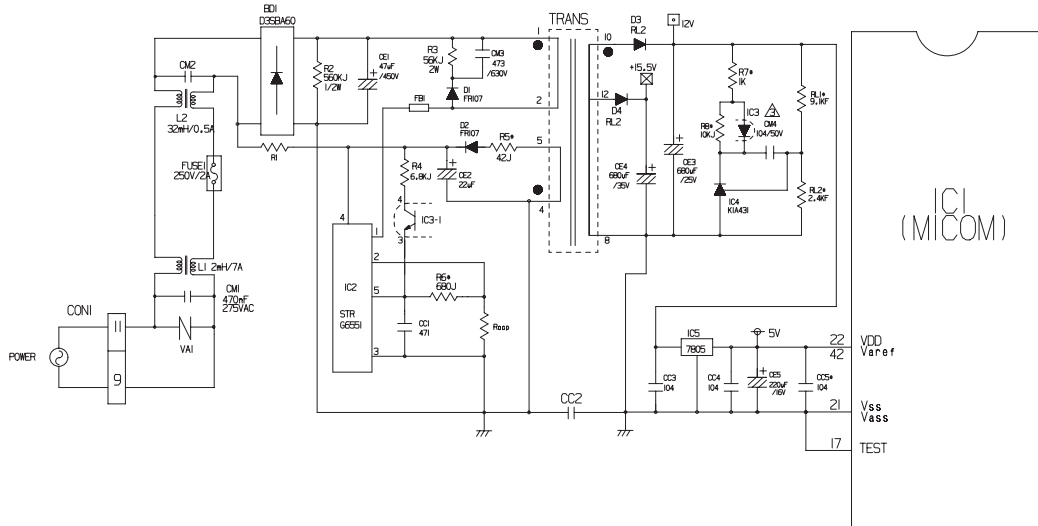 BD1
D3SBA60
CM2
L2
32mH/0.5A
FUSE1
250V/2A
L1 2mH/7A
CM1
470nF
275VAC
VA1
CON1
11
9
POWER
R1
R2
560KJ
1/2W
CE1
47uF
/450V
R3
56KJ
2W
CM3
473
/630V
D1
FR107
FB1
D2
FR107
R5*
42J
R4
6.8KJ
CE2
22uF
IC3-1
4
3
4
1
2
5
3
IC2
STR
G6551
R6*
680J
CC1
471
Rocp
CC2
TRANS
1
2
5
4
10
12
8
D3
RL2
D4
RL2
+15.5V
12V
CE4
680uF
/35V
CE3
680uF
/25V
R7*
1K
R8*
10KJ
IC3
3
CM4
104/50V
IC4
KIA431
RL1*
9.1KF
RL2*
2.4KF
IC5
7805
5V
CC3
104
CC4
104
CE5
220uF
/16V
CC5*
104
22
42
VDD
Varef
21
Vss
Vass
17
TEST
IC1
(MICOM)